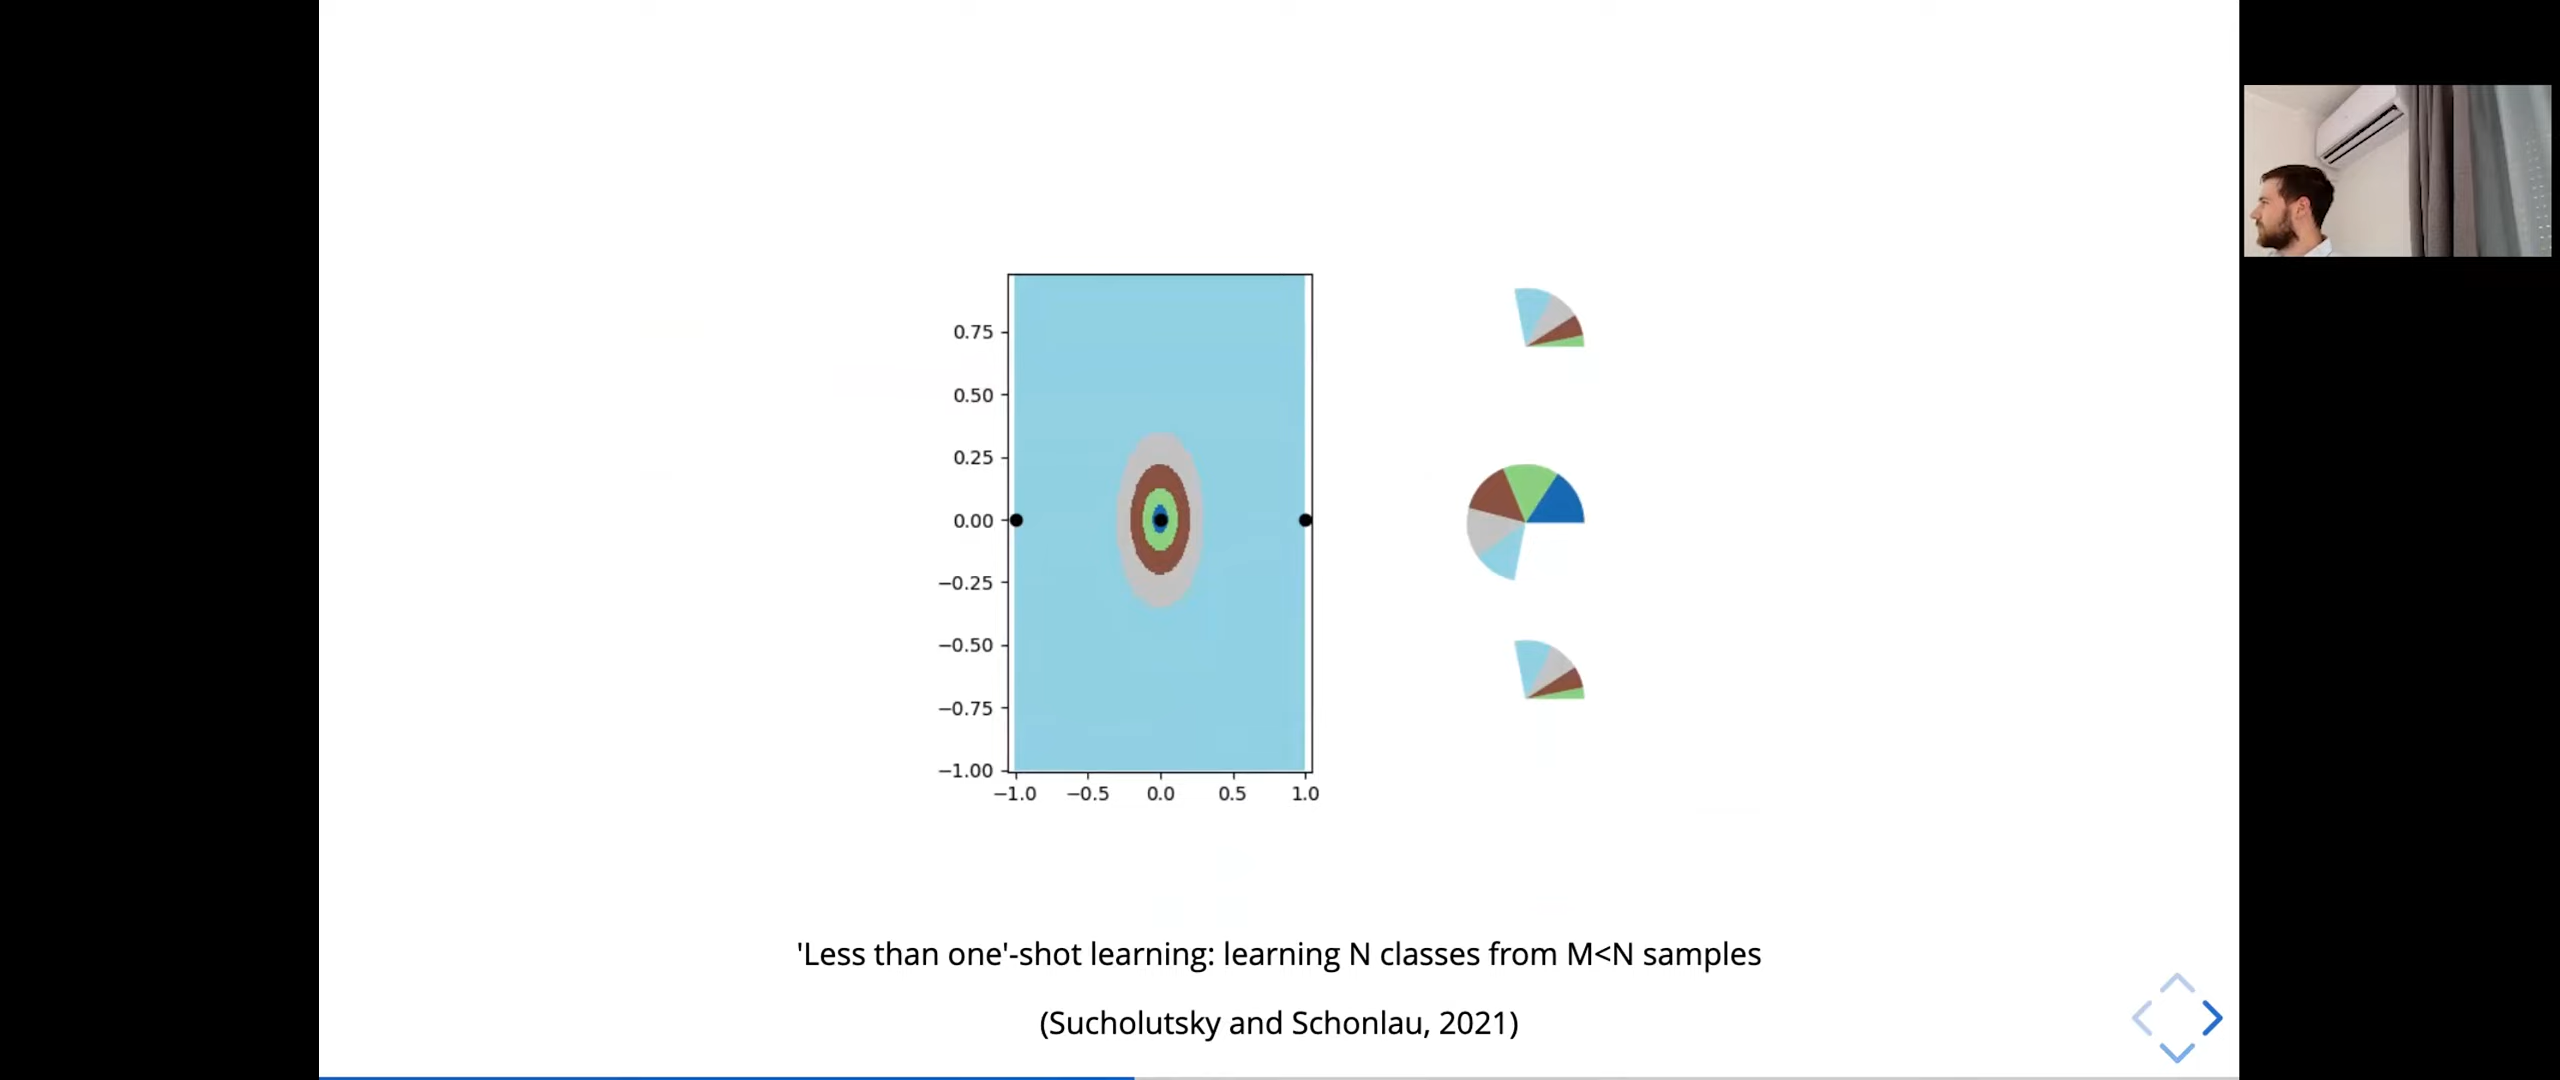 0.75
0.50
0.25
0.00
−0.25
−0.50
−0.75
−1.00
−1.0 −0.5 0.0 0.5 1.0
'Less than one'-shot learning: learning N classes from M<N samples
(Sucholutsky and Schonlau, 2021)